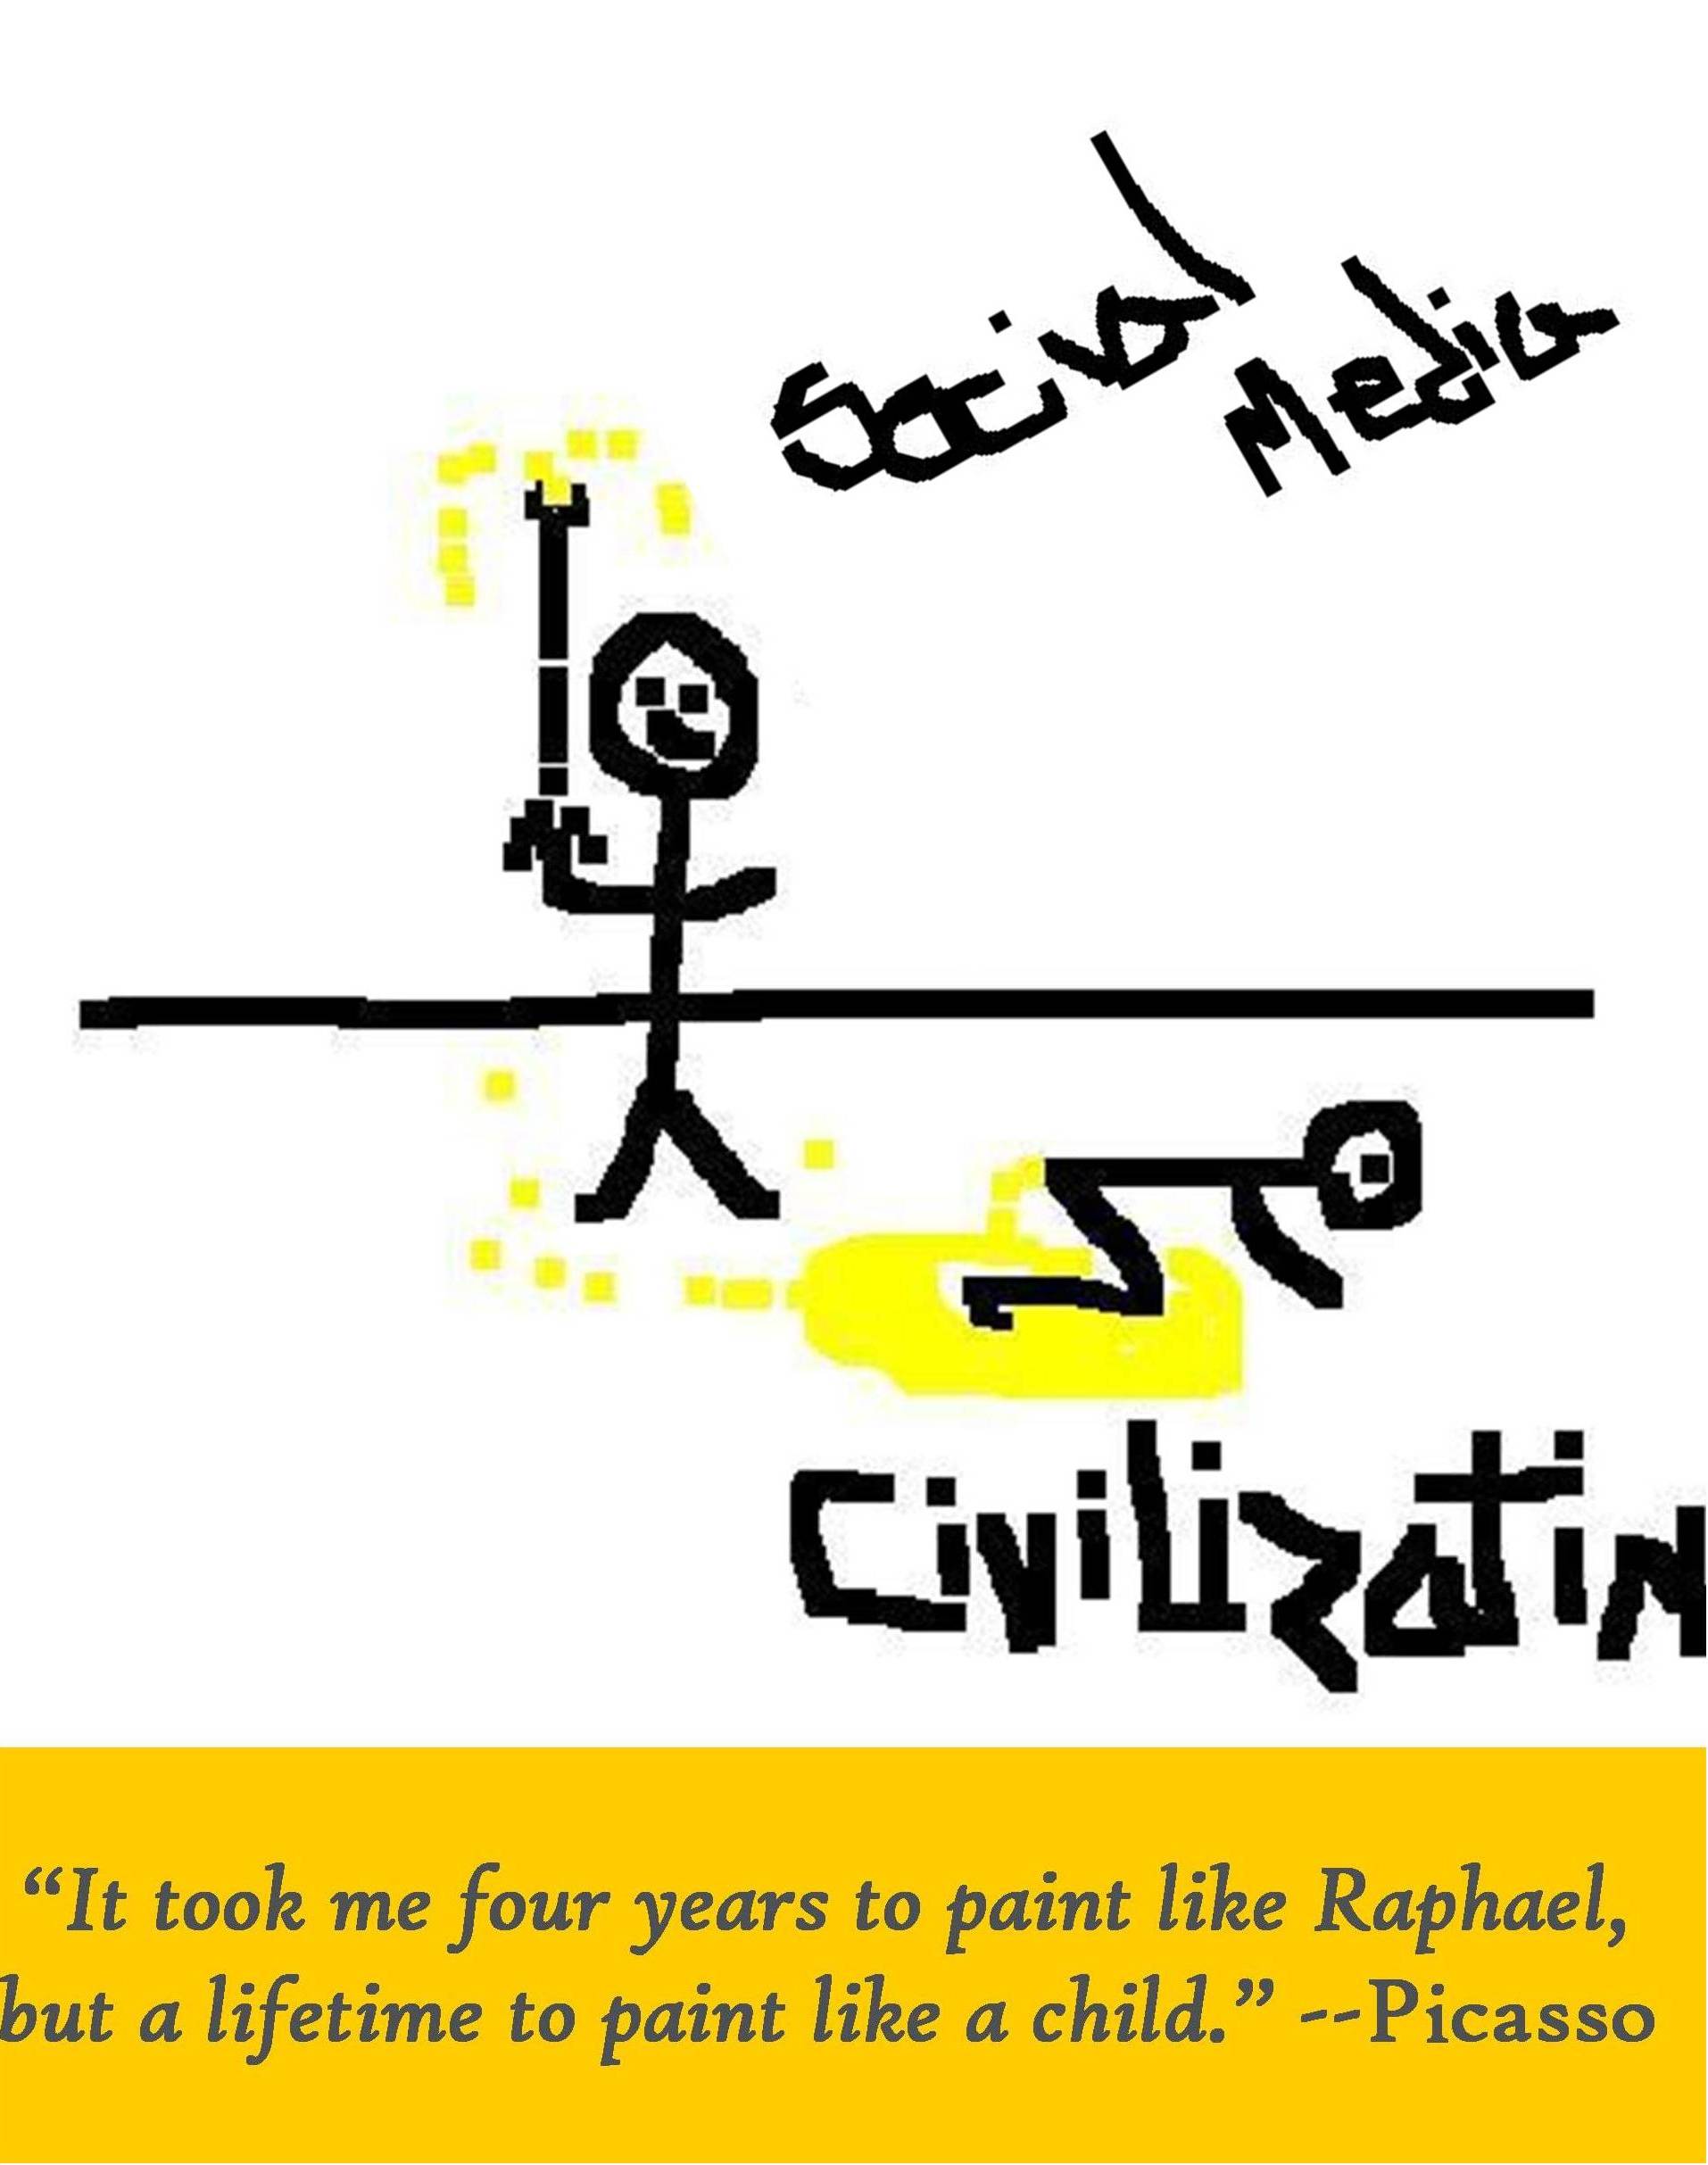 Social
Media
Civilizatin
“It took me four years to paint like Raphael,
but a lifetime to paint like a child.” --Picasso